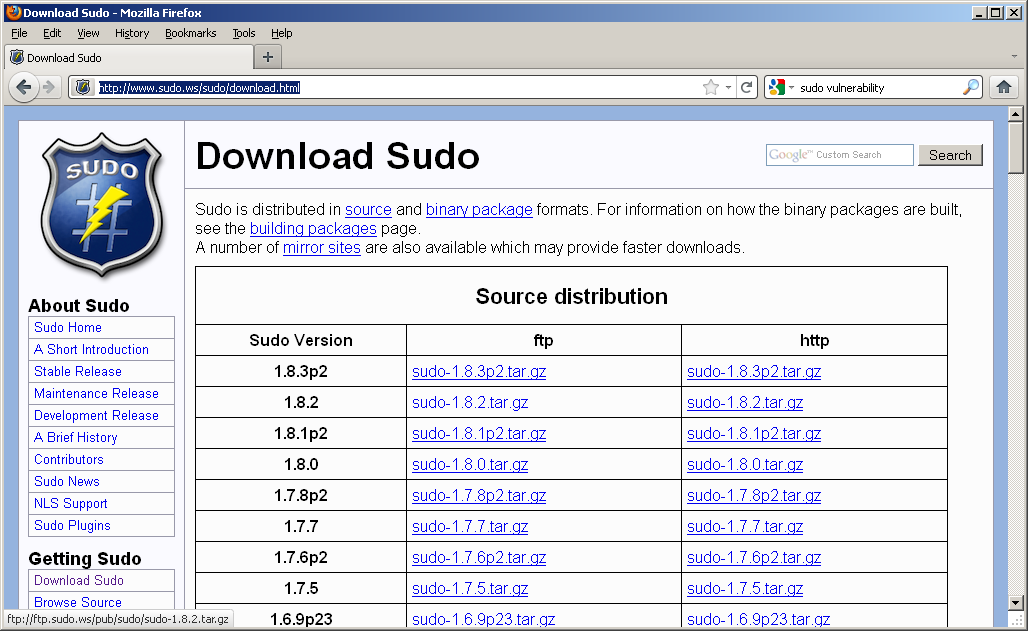 Download Sudo - Mozilla Firefox
File Edit View History Bookmarks Tools Help
Download Sudo
http://www.sudo.ws/sudo/download.html
sudo vulnerability
SUDO
#
Download Sudo
Google™ Custom Search
Search
Sudo is distributed in source and binary package formats. For information on how the binary packages are built,
see the building packages page.
A number of mirror sites are also available which may provide faster downloads.
About Sudo
Sudo Home
A Short Introduction
Stable Release
Maintenance Release
Development Release
A Brief History
Contributors
Sudo News
NLS Support
Sudo Plugins
Getting Sudo
Download Sudo
Browse Source
Source distribution
Sudo Version ftp http
1.8.3p2 sudo-1.8.3p2.tar.gz sudo-1.8.3p2.tar.gz
1.8.2 sudo-1.8.2.tar.gz sudo-1.8.2.tar.gz
1.8.1p2 sudo-1.8.1p2.tar.gz sudo-1.8.1p2.tar.gz
1.8.0 sudo-1.8.0.tar.gz sudo-1.8.0.tar.gz
1.7.8p2 sudo-1.7.8p2.tar.gz sudo-1.7.8p2.tar.gz
1.7.7 sudo-1.7.7.tar.gz sudo-1.7.7.tar.gz
1.7.6p2 sudo-1.7.6p2.tar.gz sudo-1.7.6p2.tar.gz
1.7.5 sudo-1.7.5.tar.gz sudo-1.7.5.tar.gz
1.6.9p23 sudo-1.6.9p23.tar.gz sudo-1.6.9p23.tar.gz
ftp://ftp.sudo.ws/pub/sudo/sudo-1.8.2.tar.gz